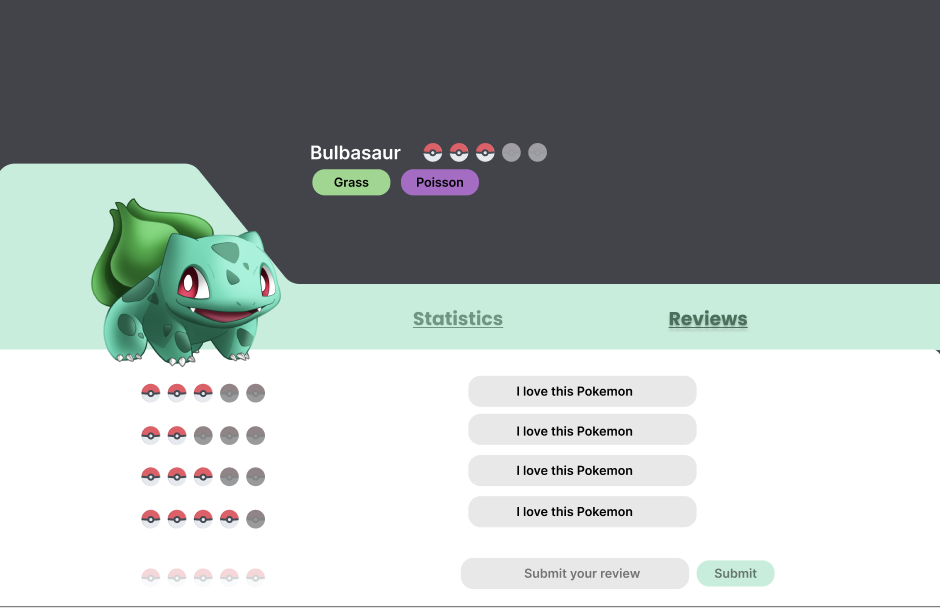 Bulbasaur
Grass Poisson
Statistics Reviews
I love this Pokemon
I love this Pokemon
I love this Pokemon
I love this Pokemon
Submit your review Submit